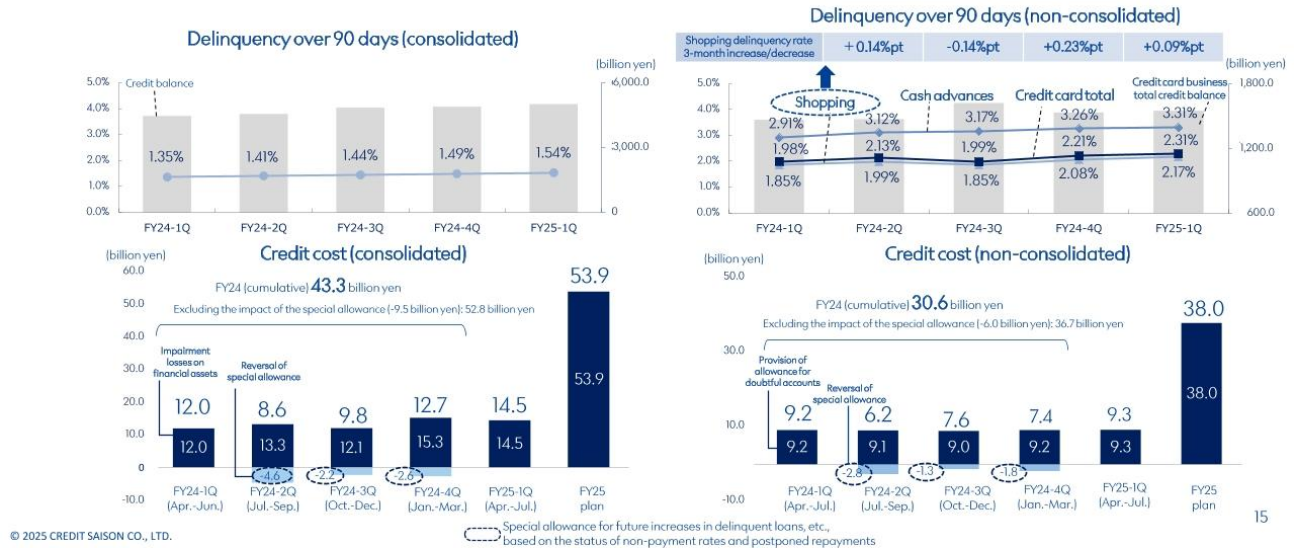 Delinquency over 90 days (consolidated)
(billion yen)
Credit balance
5.0%
4.0%
3.0%
2.0%
1.0%
0.0%
6,000.0
3,000.0
0
1.35%
1.41%
1.44%
1.49%
1.54%
FY24-1Q
FY24-2Q
FY24-3Q
FY24-4Q
FY25-1Q
Delinquency over 90 days (non-consolidated)
Shopping delinquency rate
3-month increase/decrease
+0.14%pt
-0.14%pt
+0.23%pt
+0.09%pt
(billion yen)
Shopping
Cash advances
Credit card total
Credit card business
total credit balance
5.0%
4.0%
3.0%
2.0%
1.0%
0.0%
1,800.0
1,200.0
600.0
2.91%
3.12%
3.17%
3.26%
3.31%
1.98%
2.13%
1.99%
2.21%
2.31%
1.85%
1.99%
1.85%
2.08%
2.17%
FY24-1Q
FY24-2Q
FY24-3Q
FY24-4Q
FY25-1Q
Credit cost (consolidated)
(billion yen)
FY24 (cumulative) 43.3 billion yen
Excluding the impact of the special allowance (-9.5 billion yen): 52.8 billion yen
60.0
50.0
40.0
30.0
20.0
10.0
0
-10.0
Impairment
losses on
financial assets
Reversal of
special allowance
12.0
8.6
9.8
12.7
14.5
53.9
12.0
13.3
12.1
15.3
14.5
53.9
-4.6
-2.2
-2.6
FY24-1Q
(Apr.-Jun.)
FY24-2Q
(Jul.-Sep.)
FY24-3Q
(Oct.-Dec.)
FY24-4Q
(Jan.-Mar.)
FY25-1Q
(Apr.-Jul.)
FY25
plan
Credit cost (non-consolidated)
(billion yen)
FY24 (cumulative) 30.6 billion yen
Excluding the impact of the special allowance (-6.0 billion yen): 36.7 billion yen
50.0
30.0
10.0
-10.0
Provision of
allowance for
doubtful accounts
Reversal of
special allowance
9.2
6.2
7.6
7.4
9.3
38.0
9.2
9.1
9.0
9.2
9.3
38.0
-2.8
-1.3
-1.8
FY24-1Q
(Apr.-Jul.)
FY24-2Q
(Jul.-Sep.)
FY24-3Q
(Oct.-Dec.)
FY24-4Q
(Jan.-Mar.)
FY25-1Q
(Apr.-Jul.)
FY25
plan
Special allowance for future increases in delinquent loans, etc.,
based on the status of non-payment rates and postponed repayments
© 2025 CREDIT SAISON CO., LTD.
15